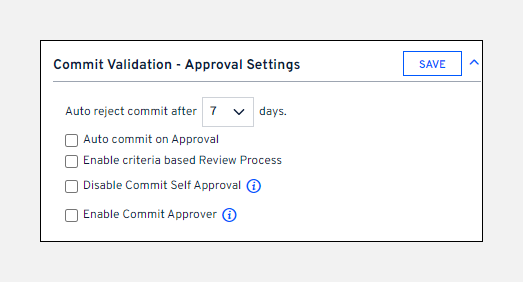 Commit Validation - Approval Settings SAVE
Auto reject commit after 7 days.
Auto commit on Approval
Enable criteria based Review Process
Disable Commit Self Approval
Enable Commit Approver